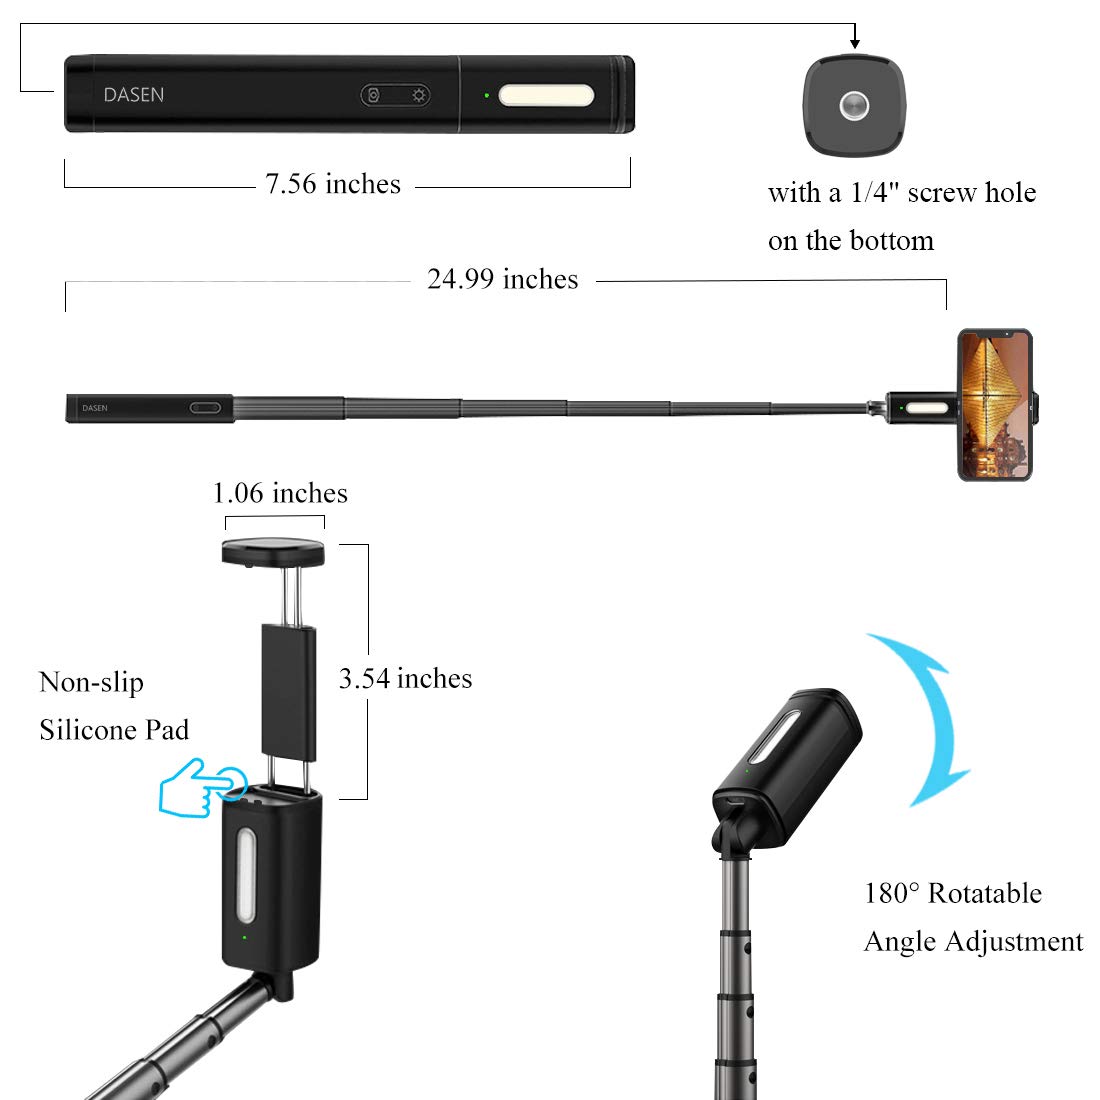 DASEN
7.56 inches
with a 1/4" screw hole
on the bottom
24.99 inches
DASEN
1.06 inches
3.54 inches
Non-slip
Silicone Pad
180° Rotatable
Angle Adjustment